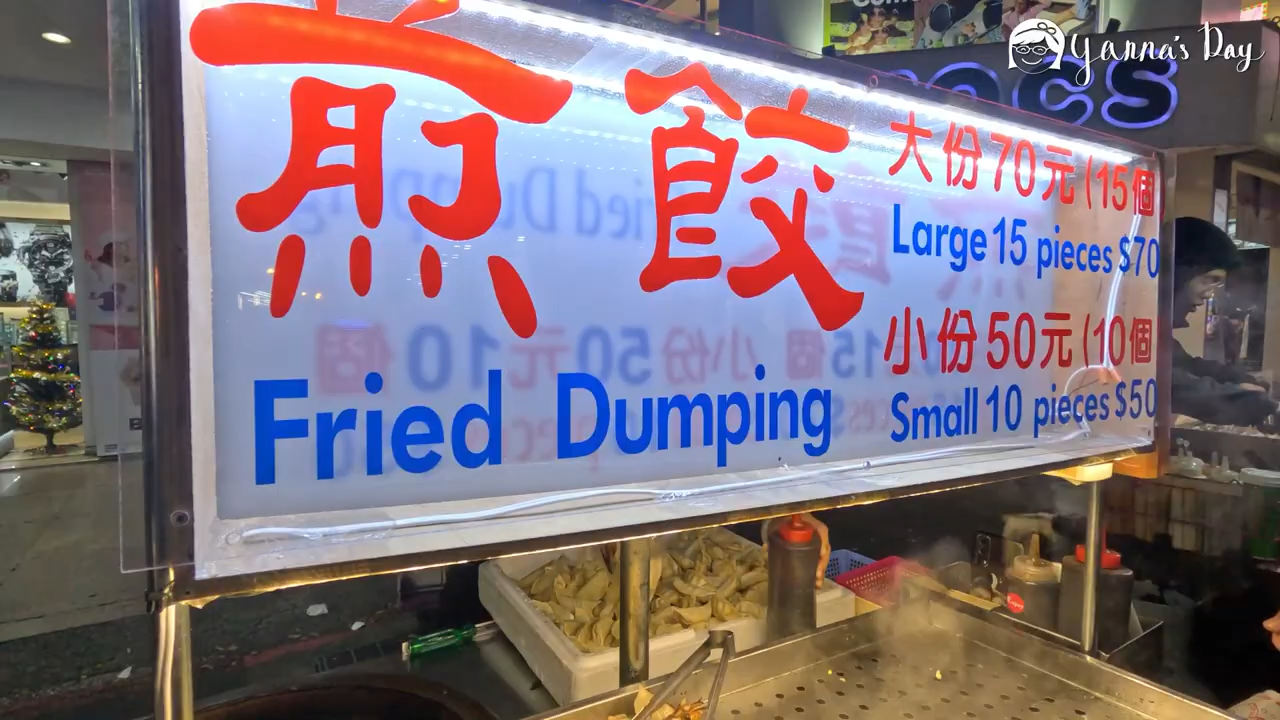 Yanna's Day
煎餃
大份70元(15個
Large 15 pieces $70
小份50元(10個
Small 10 pieces $50
Fried Dumping